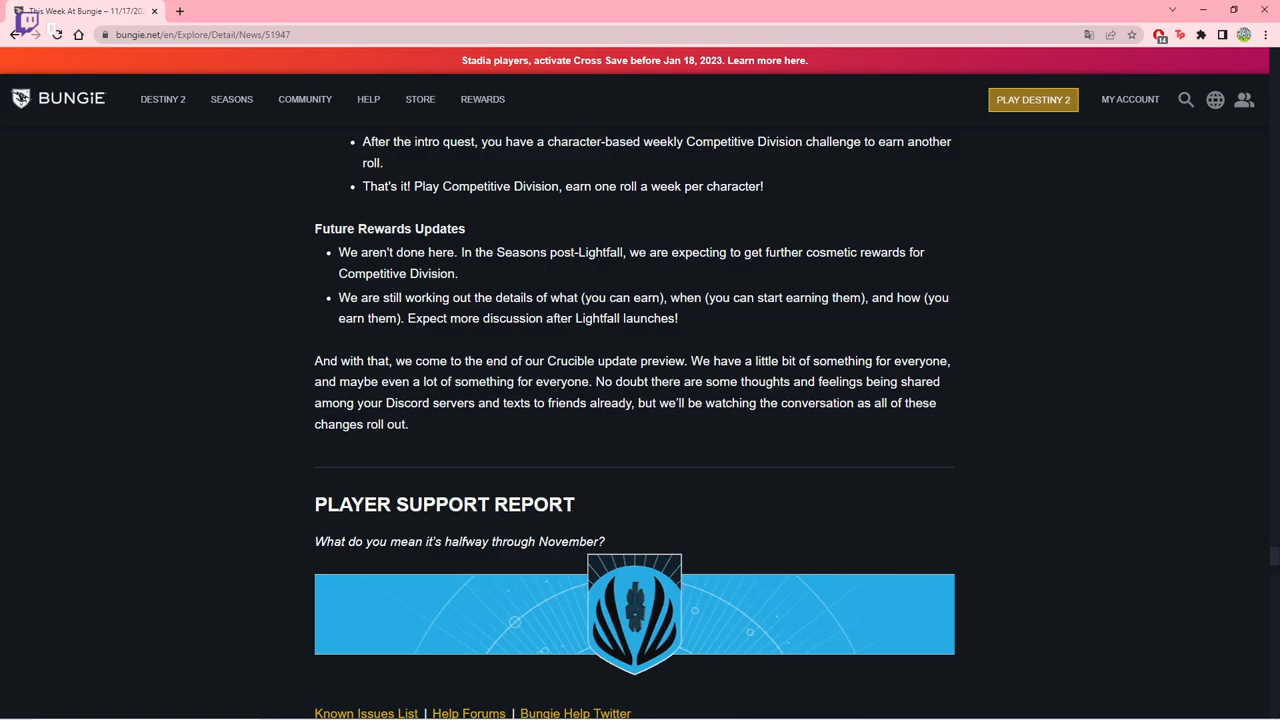 This Week At Bungie – 11/17/202
bungie.net/en/Explore/Detail/News/51947
14
Tp
Stadia players, activate Cross Save before Jan 18, 2023. Learn more here.
BUNGiE
DESTINY 2
SEASONS
COMMUNITY
HELP
STORE
REWARDS
PLAY DESTINY 2
MY ACCOUNT
• After the intro quest, you have a character-based weekly Competitive Division challenge to earn another
roll.
• That's it! Play Competitive Division, earn one roll a week per character!
Future Rewards Updates
• We aren't done here. In the Seasons post-Lightfall, we are expecting to get further cosmetic rewards for
Competitive Division.
• We are still working out the details of what (you can earn), when (you can start earning them), and how (you
earn them). Expect more discussion after Lightfall launches!
And with that, we come to the end of our Crucible update preview. We have a little bit of something for everyone,
and maybe even a lot of something for everyone. No doubt there are some thoughts and feelings being shared
among your Discord servers and texts to friends already, but we’ll be watching the conversation as all of these
changes roll out.
PLAYER SUPPORT REPORT
What do you mean it’s halfway through November?
Known Issues List | Help Forums | Bungie Help Twitter